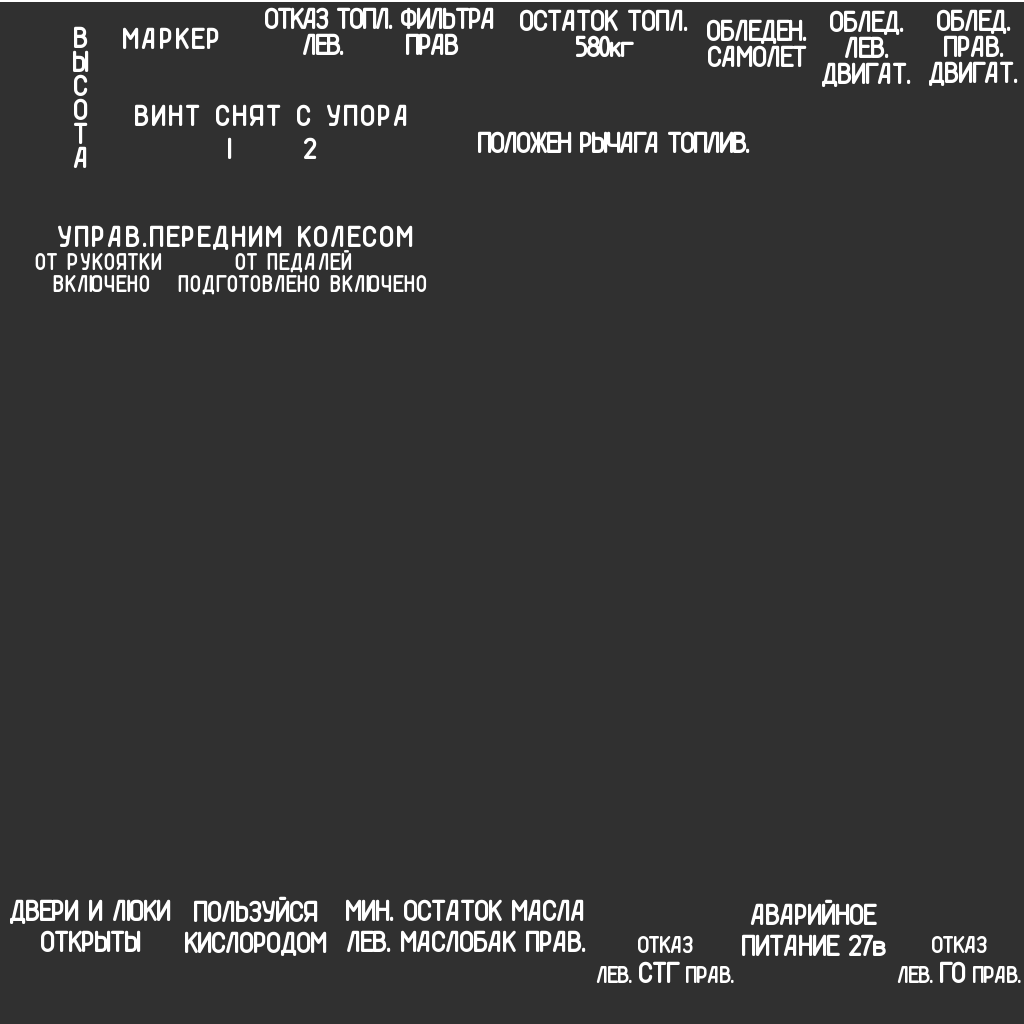 ВЫСОТА
МАРКЕР
ОТКАЗ ТОПЛ. ФИЛЬТРА
ЛЕВ. ПРАВ
ОСТАТОК ТОПЛ.
580кг
ОБЛЕДЕН.
САМОЛЕТ
ОБЛЕД.
ЛЕВ.
ДВИГАТ.
ОБЛЕД.
ПРАВ.
ДВИГАТ.
ВИНТ СНЯТ С УПОРА
1 2
ПОЛОЖЕН РЫЧАГА ТОПЛИВ.
УПРАВ.ПЕРЕДНИМ КОЛЕСОМ
ОТ РУКОЯТКИ ОТ ПЕДАЛЕЙ
ВКЛЮЧЕНО ПОДГОТОВЛЕНО ВКЛЮЧЕНО
ДВЕРИ И ЛЮКИ
ОТКРЫТЫ
ПОЛЬЗУЙСЯ
КИСЛОРОДОМ
МИН. ОСТАТОК МАСЛА
ЛЕВ. МАСЛОБАК ПРАВ.
ОТКАЗ
ЛЕВ. СТГ ПРАВ.
АВАРИЙНОЕ
ПИТАНИЕ 27в
ОТКАЗ
ЛЕВ. ГО ПРАВ.